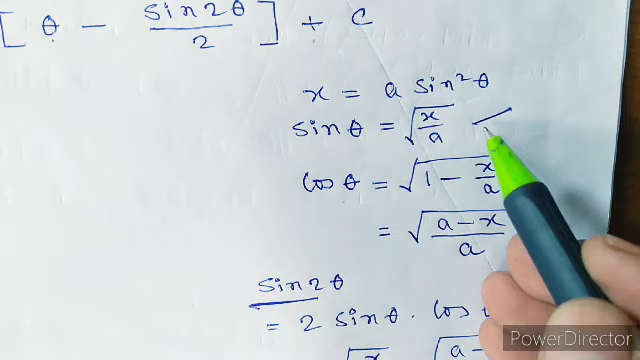 [ θ - sin2θ/2 ] + c
x = a sin²θ
sinθ = √(x/a)
cosθ = √(1 - x/a)
= √((a-x)/a)
sin2θ
= 2 sinθ · cos
√x √a-
PowerDirector